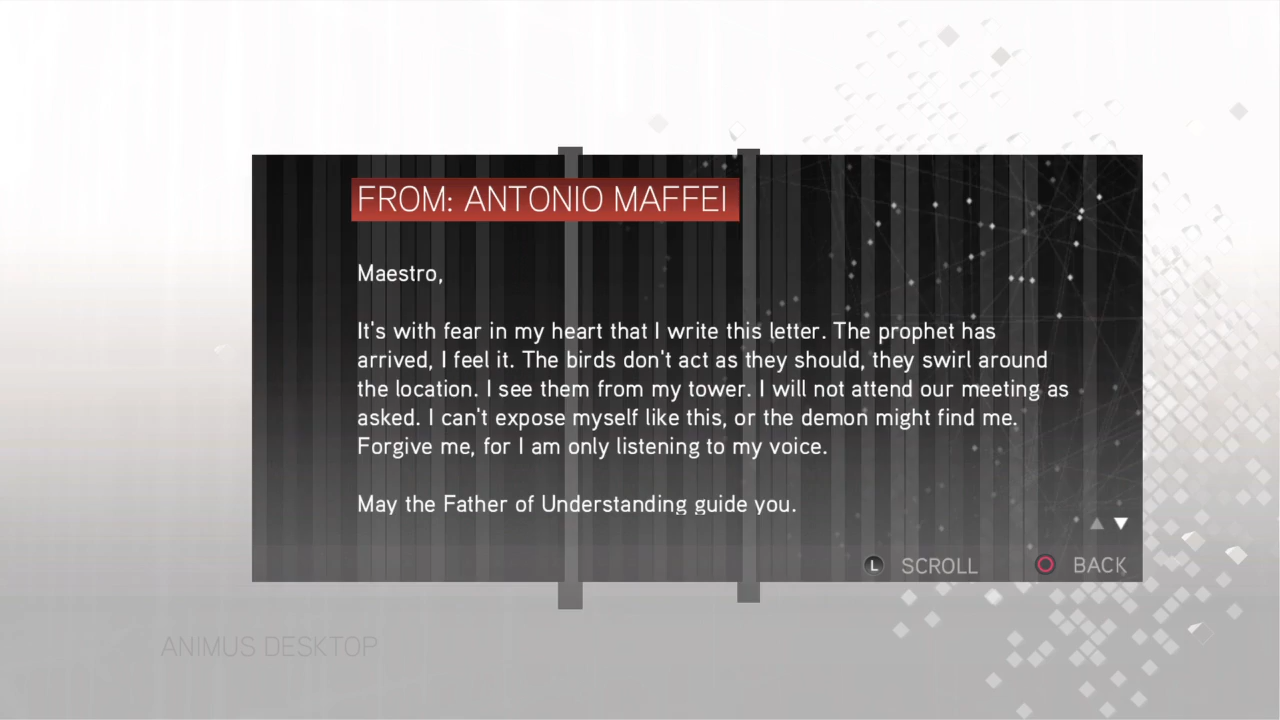 FROM: ANTONIO MAFFEI
Maestro,
It's with fear in my heart that I write this letter. The prophet has
arrived, I feel it. The birds don't act as they should, they swirl around
the location. I see them from my tower. I will not attend our meeting as
asked. I can't expose myself like this, or the demon might find me.
Forgive me, for I am only listening to my voice.
May the Father of Understanding guide you.
L SCROLL
BACK
ANIMUS DESKTOP